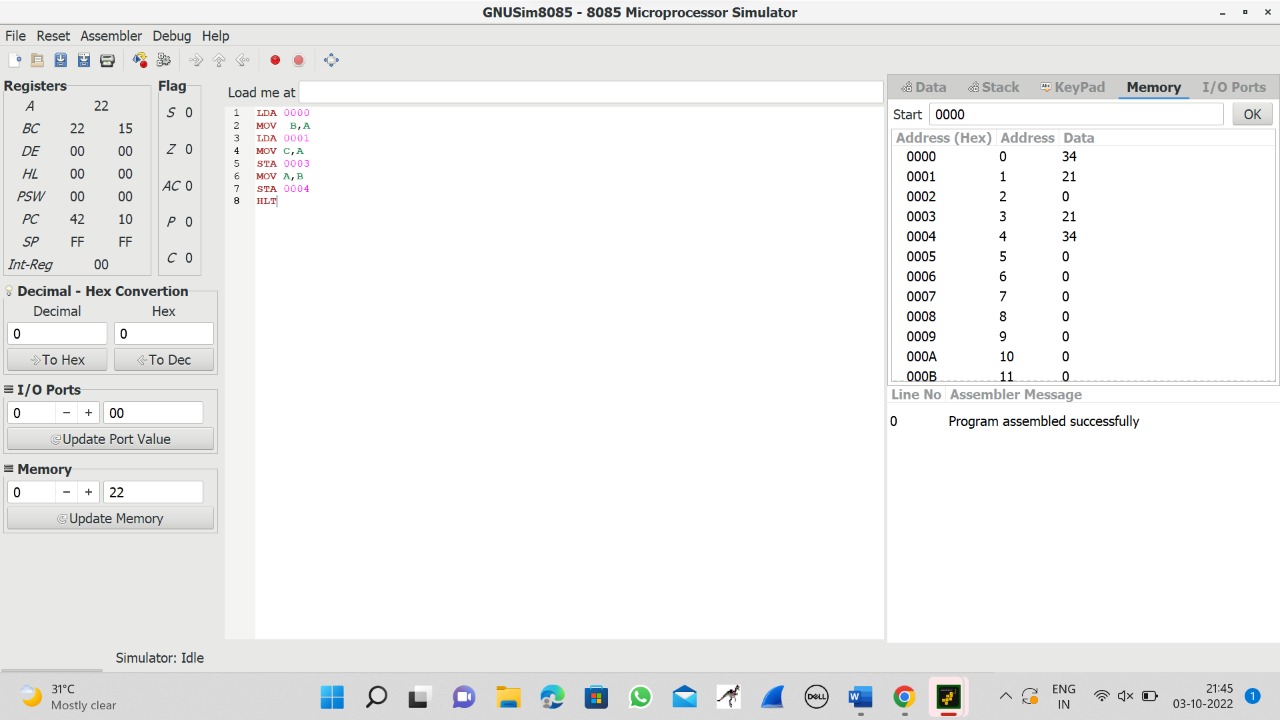 GNUSim8085 - 8085 Microprocessor Simulator
File Reset Assembler Debug Help
Registers
A 22
BC 22 15
DE 00 00
HL 00 00
PSW 00 00
PC 42 10
SP FF FF
Int-Reg 00
Flag
S 0
Z 0
AC 0
P 0
C 0
Decimal - Hex Convertion
Decimal Hex
0 0
To Hex To Dec
I/O Ports
0 - + 00
Update Port Value
Memory
0 - + 22
Update Memory
Load me at
1 LDA 0000
2 MOV B,A
3 LDA 0001
4 MOV C,A
5 STA 0003
6 MOV A,B
7 STA 0004
8 HLT
Data Stack KeyPad Memory I/O Ports
Start 0000 OK
Address (Hex) Address Data
0000 0 34
0001 1 21
0002 2 0
0003 3 21
0004 4 34
0005 5 0
0006 6 0
0007 7 0
0008 8 0
0009 9 0
000A 10 0
000B 11 0
Line No Assembler Message
0 Program assembled successfully
Simulator: Idle
31°C
Mostly clear
DELL
ENG
IN
21:45
03-10-2022
1